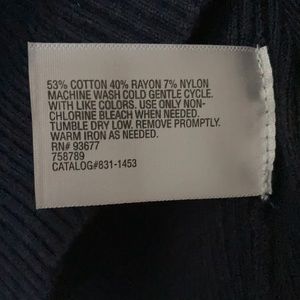 53% COTTON 40% RAYON 7% NYLON
MACHINE WASH COLD GENTLE CYCLE.
WITH LIKE COLORS. USE ONLY NON-
CHLORINE BLEACH WHEN NEEDED.
TUMBLE DRY LOW. REMOVE PROMPTLY.
WARM IRON AS NEEDED.
RN# 93677
758789
CATALOG#831-1453